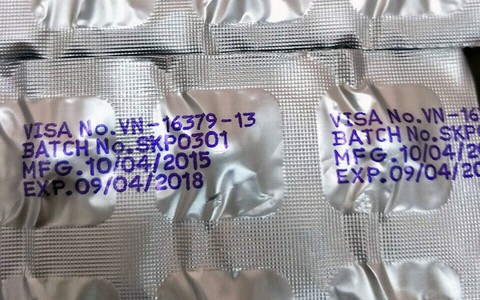 VISA No.VN-16379-13
BATCH No.SKP0301
MFG.10/04/2015
EXP.09/04/2018
VISA No.VN-16
BATCH No.SKP
MFG.10/04/20
EXP.09/04/20